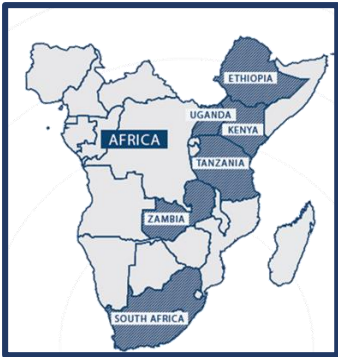 ETHIOPIA
UGANDA
KENYA
AFRICA
TANZANIA
ZAMBIA
SOUTH AFRICA